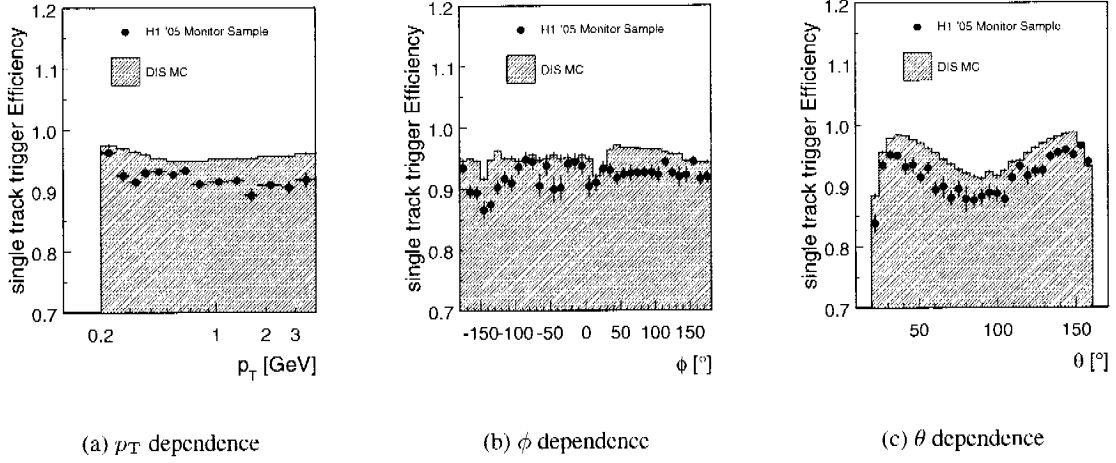 single track trigger Efficiency
1.2
1.1
1.0
0.9
0.8
0.7
H1 '05 Monitor Sample
DIS MC
0.2 1 2 3
p_T [GeV]
(a) p_T dependence
single track trigger Efficiency
1.2
1.1
1.0
0.9
0.8
0.7
H1 '05 Monitor Sample
DIS MC
-150 -100 -50 0 50 100 150
ϕ [°]
(b) ϕ dependence
single track trigger Efficiency
1.2
1.1
1.0
0.9
0.8
0.7
H1 '05 Monitor Sample
DIS MC
50 100 150
θ [°]
(c) θ dependence